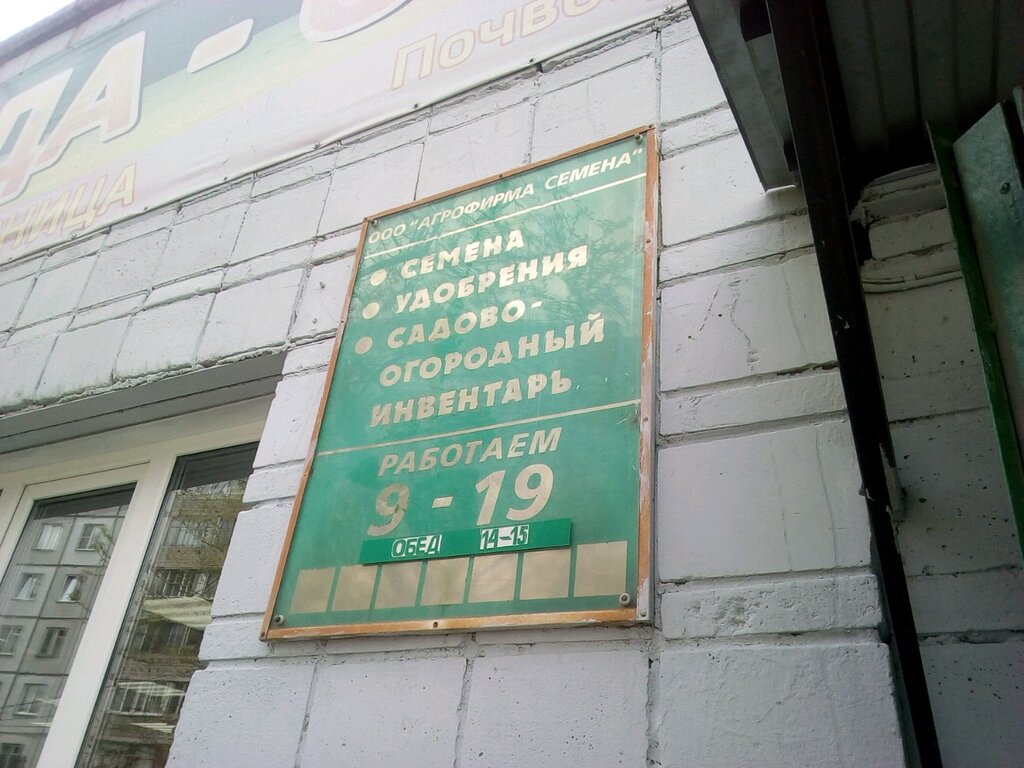 ДА -
Почво
НИЦА
ООО "АГРОФИРМА СЕМЕНА"
• СЕМЕНА
• УДОБРЕНИЯ
• САДОВО-
ОГОРОДНЫЙ
ИНВЕНТАРЬ
РАБОТАЕМ
9 - 19
ОБЕД 14-15